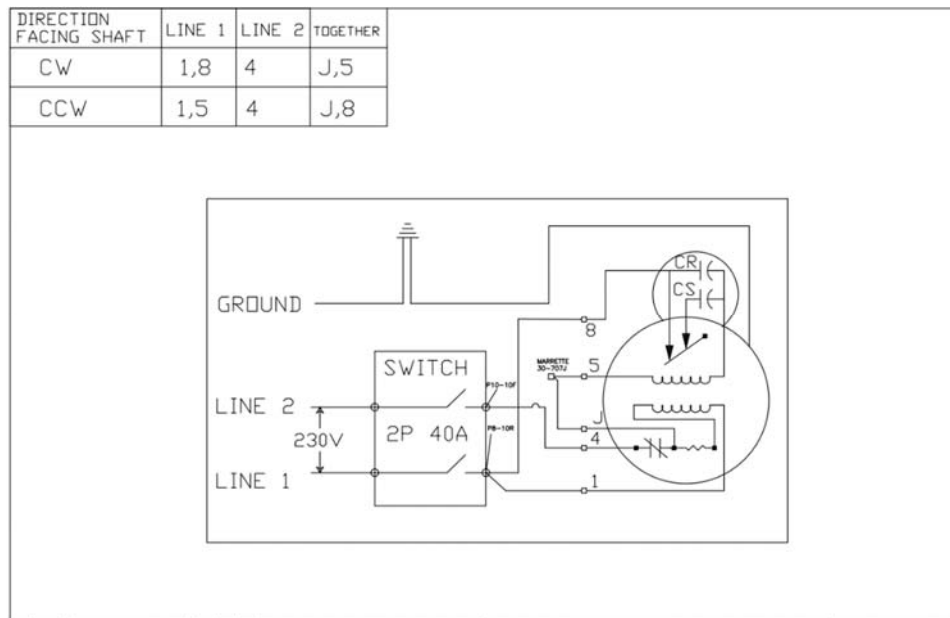 DIRECTION FACING SHAFT LINE 1 LINE 2 TOGETHER
CW 1,8 4 J,5
CCW 1,5 4 J,8
CR
CS
GROUND
8
MARRETTE
30-707J
5
SWITCH
P10-10F
LINE 2
J
230V
2P 40A
P8-10R
4
LINE 1
1